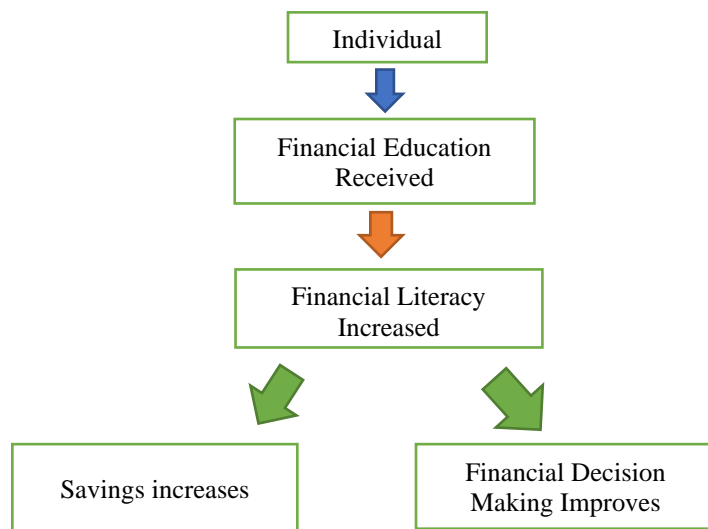 Individual
Financial Education
Received
Financial Literacy
Increased
Savings increases
Financial Decision
Making Improves